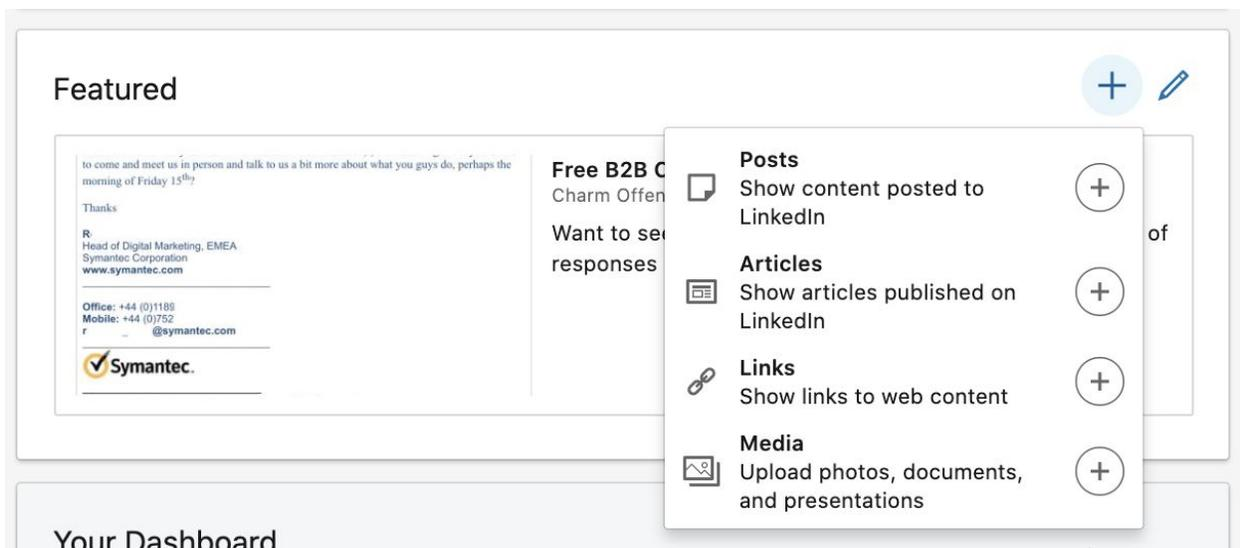 Featured
to come and meet us in person and talk to us a bit more about what you guys do, perhaps the
morning of Friday 15th?
Thanks
R
Head of Digital Marketing, EMEA
Symantec Corporation
www.symantec.com
Office: +44 (0)1189
Mobile: +44 (0)752
r @symantec.com
Symantec.
Free B2B C
Charm Offen
Want to see of
responses
Posts
Show content posted to
LinkedIn
Articles
Show articles published on
LinkedIn
Links
Show links to web content
Media
Upload photos, documents,
and presentations
Your Dashboard